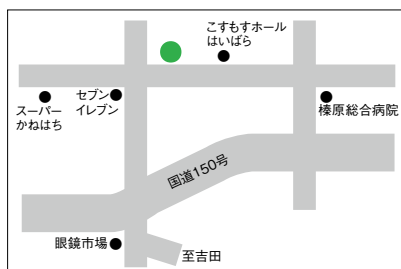 こすもすホール
はいばら
セブン
イレブン
スーパー
かねはち
榛原総合病院
国道150号
眼鏡市場
至吉田